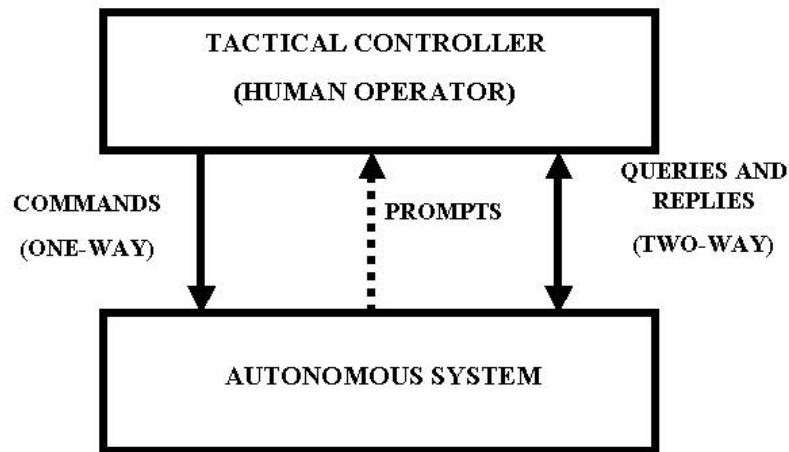 TACTICAL CONTROLLER
(HUMAN OPERATOR)
COMMANDS
(ONE-WAY)
PROMPTS
QUERIES AND
REPLIES
(TWO-WAY)
AUTONOMOUS SYSTEM